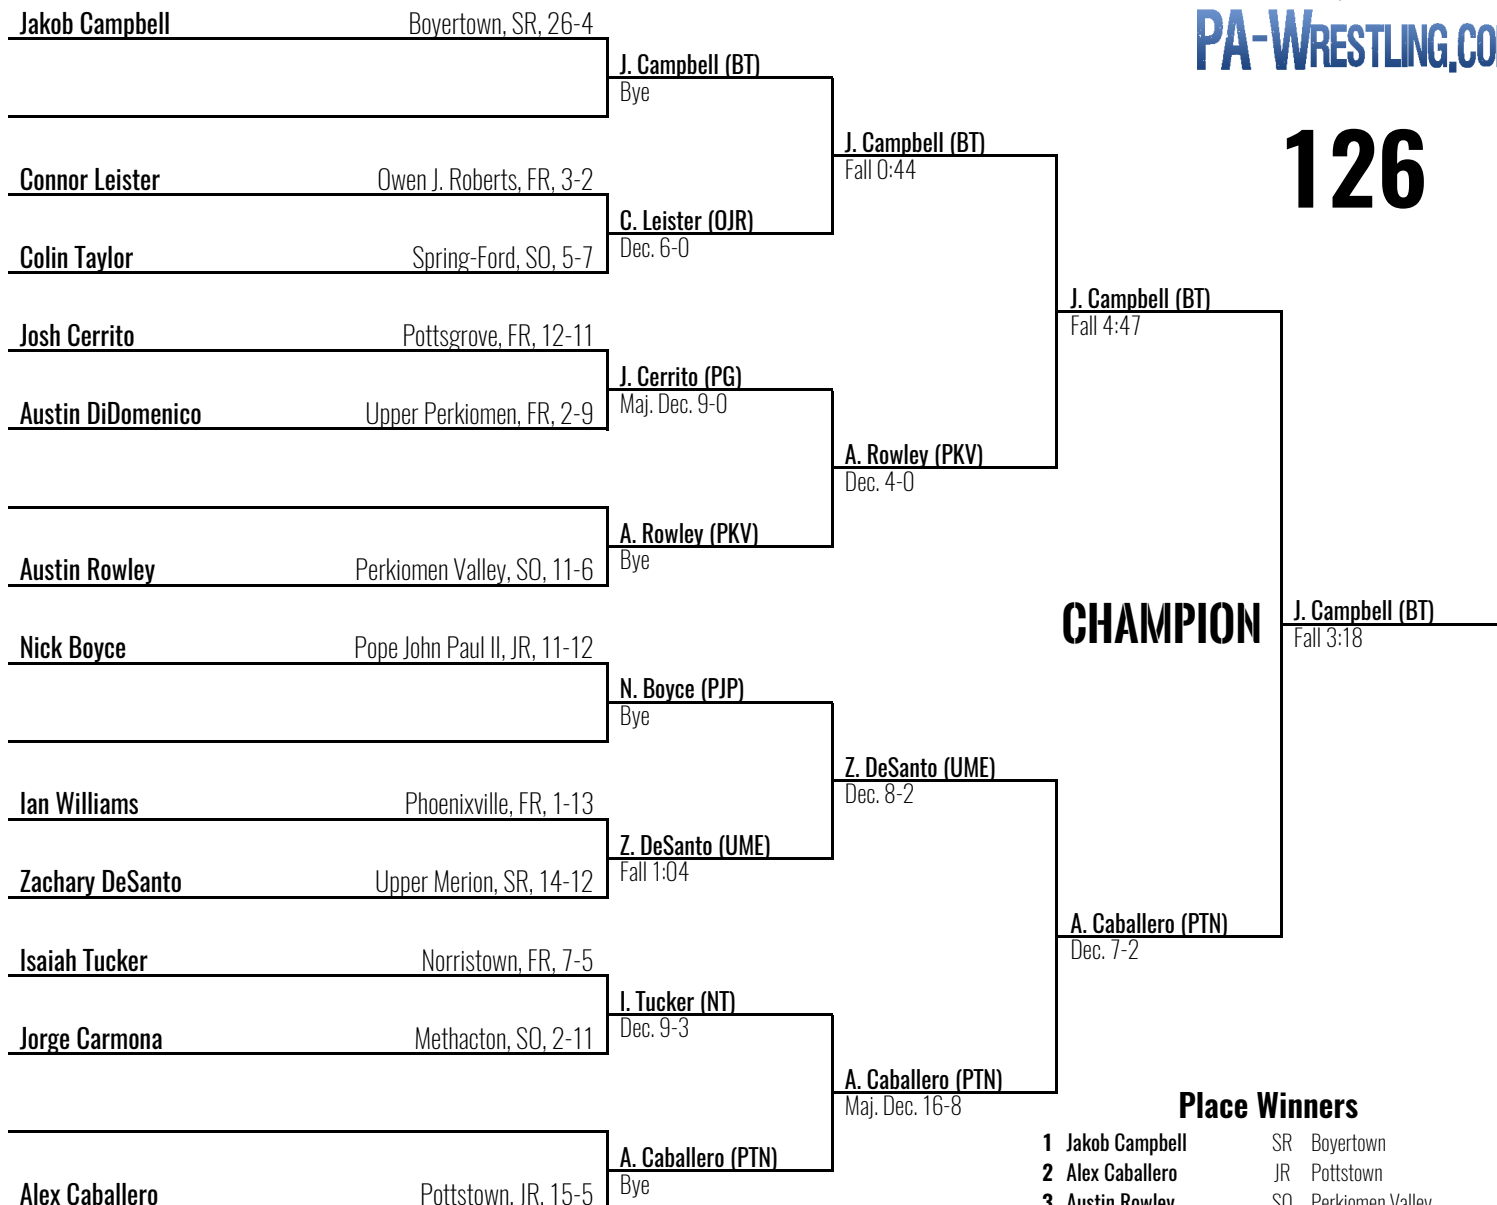 Jakob Campbell Boyertown, SR, 26-4
PA-WRESTLING.CO
J. Campbell (BT)
Bye
J. Campbell (BT)
Fall 0:44
126
Connor Leister Owen J. Roberts, FR, 3-2
C. Leister (OJR)
Dec. 6-0
Colin Taylor Spring-Ford, SO, 5-7
J. Campbell (BT)
Fall 4:47
Josh Cerrito Pottsgrove, FR, 12-11
J. Cerrito (PG)
Maj. Dec. 9-0
Austin DiDomenico Upper Perkiomen, FR, 2-9
A. Rowley (PKV)
Dec. 4-0
A. Rowley (PKV)
Bye
Austin Rowley Perkiomen Valley, SO, 11-6
CHAMPION
J. Campbell (BT)
Fall 3:18
Nick Boyce Pope John Paul II, JR, 11-12
N. Boyce (PJP)
Bye
Z. DeSanto (UME)
Dec. 8-2
Ian Williams Phoenixville, FR, 1-13
Z. DeSanto (UME)
Fall 1:04
Zachary DeSanto Upper Merion, SR, 14-12
A. Caballero (PTN)
Dec. 7-2
Isaiah Tucker Norristown, FR, 7-5
I. Tucker (NT)
Dec. 9-3
Jorge Carmona Methacton, SO, 2-11
A. Caballero (PTN)
Maj. Dec. 16-8
A. Caballero (PTN)
Bye
Alex Caballero Pottstown, JR, 15-5
Place Winners
1 Jakob Campbell SR Boyertown
2 Alex Caballero JR Pottstown
3 Austin Rowley SO Perkiomen Valley